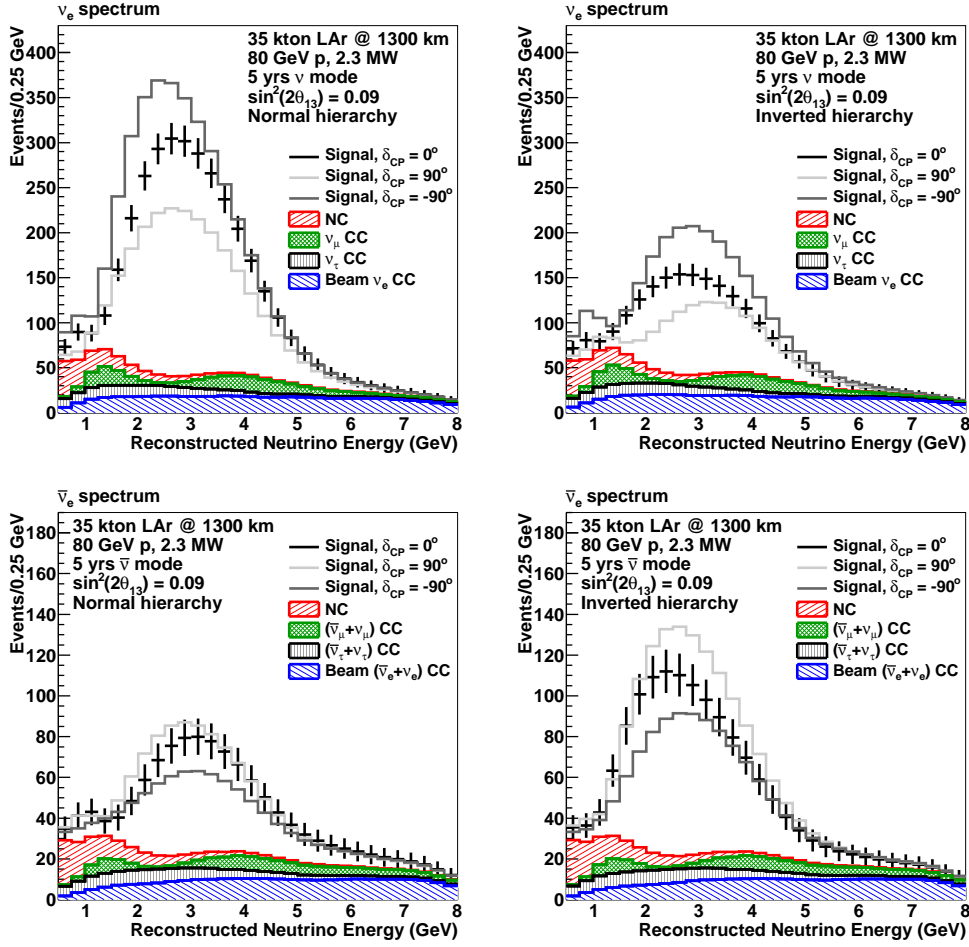 νe spectrum
35 kton LAr @ 1300 km
80 GeV p, 2.3 MW
5 yrs ν mode
sin²(2θ13) = 0.09
Normal hierarchy
Signal, δCP = 0°
Signal, δCP = 90°
Signal, δCP = -90°
NC
νμ CC
ντ CC
Beam νe CC
Events/0.25 GeV
400
350
300
250
200
150
100
50
0
1 2 3 4 5 6 7 8
Reconstructed Neutrino Energy (GeV)
νe spectrum
35 kton LAr @ 1300 km
80 GeV p, 2.3 MW
5 yrs ν mode
sin²(2θ13) = 0.09
Inverted hierarchy
Signal, δCP = 0°
Signal, δCP = 90°
Signal, δCP = -90°
NC
νμ CC
ντ CC
Beam νe CC
Events/0.25 GeV
400
350
300
250
200
150
100
50
0
1 2 3 4 5 6 7 8
Reconstructed Neutrino Energy (GeV)
ν̅e spectrum
35 kton LAr @ 1300 km
80 GeV p, 2.3 MW
5 yrs ν̅ mode
sin²(2θ13) = 0.09
Normal hierarchy
Signal, δCP = 0°
Signal, δCP = 90°
Signal, δCP = -90°
NC
(ν̅μ+νμ) CC
(ν̅τ+ντ) CC
Beam (ν̅e+νe) CC
Events/0.25 GeV
180
160
140
120
100
80
60
40
20
0
1 2 3 4 5 6 7 8
Reconstructed Neutrino Energy (GeV)
ν̅e spectrum
35 kton LAr @ 1300 km
80 GeV p, 2.3 MW
5 yrs ν̅ mode
sin²(2θ13) = 0.09
Inverted hierarchy
Signal, δCP = 0°
Signal, δCP = 90°
Signal, δCP = -90°
NC
(ν̅μ+νμ) CC
(ν̅τ+ντ) CC
Beam (ν̅e+νe) CC
Events/0.25 GeV
180
160
140
120
100
80
60
40
20
0
1 2 3 4 5 6 7 8
Reconstructed Neutrino Energy (GeV)